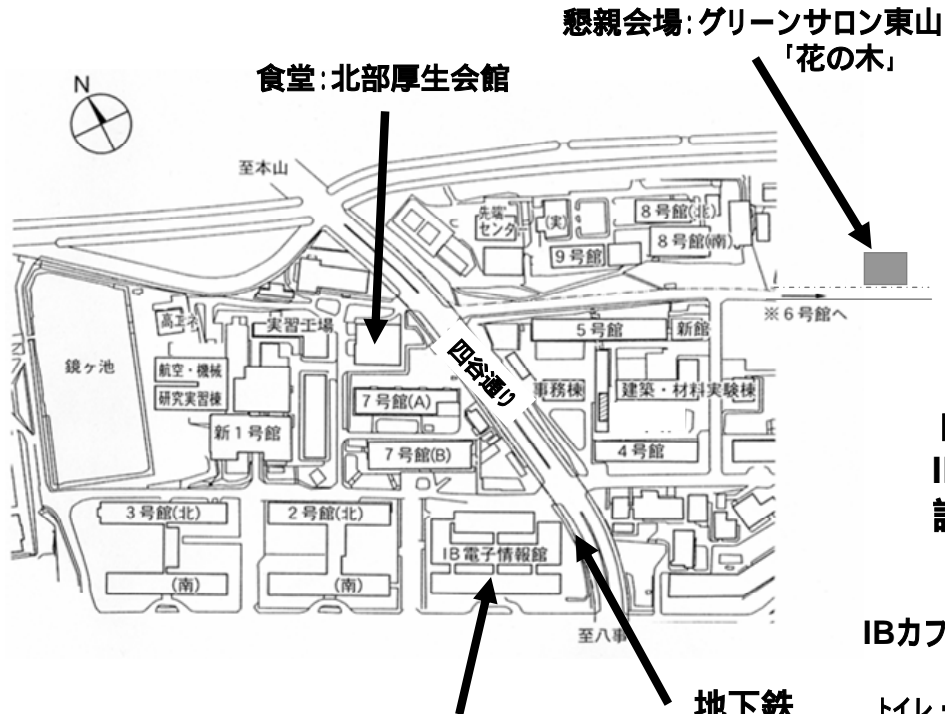 懇親会場:グリーンサロン東山
「花の木」
食堂:北部厚生会館
N
至本山
先端
センタ
(実)
8号館(北)
8号館(南)
9号館
※6号館へ
高工社
実習工場
5号館
新館
鏡ヶ池
航空・機械
研究実習棟
四谷通り
事務棟
建築・材料実験棟
7号館(A)
新1号館
7号館(B)
4号館
3号館(北)
2号館(北)
IB電子情報館
(南)
(南)
至八事
IBカフ
地下鉄
トイレ